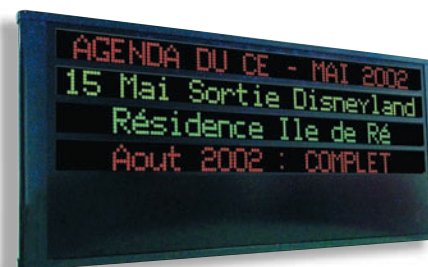 AGENDA DU CE - MAI 2002
15 Mai Sortie Disneyland
Résidence Ile de Ré
Aout 2002 : COMPLET